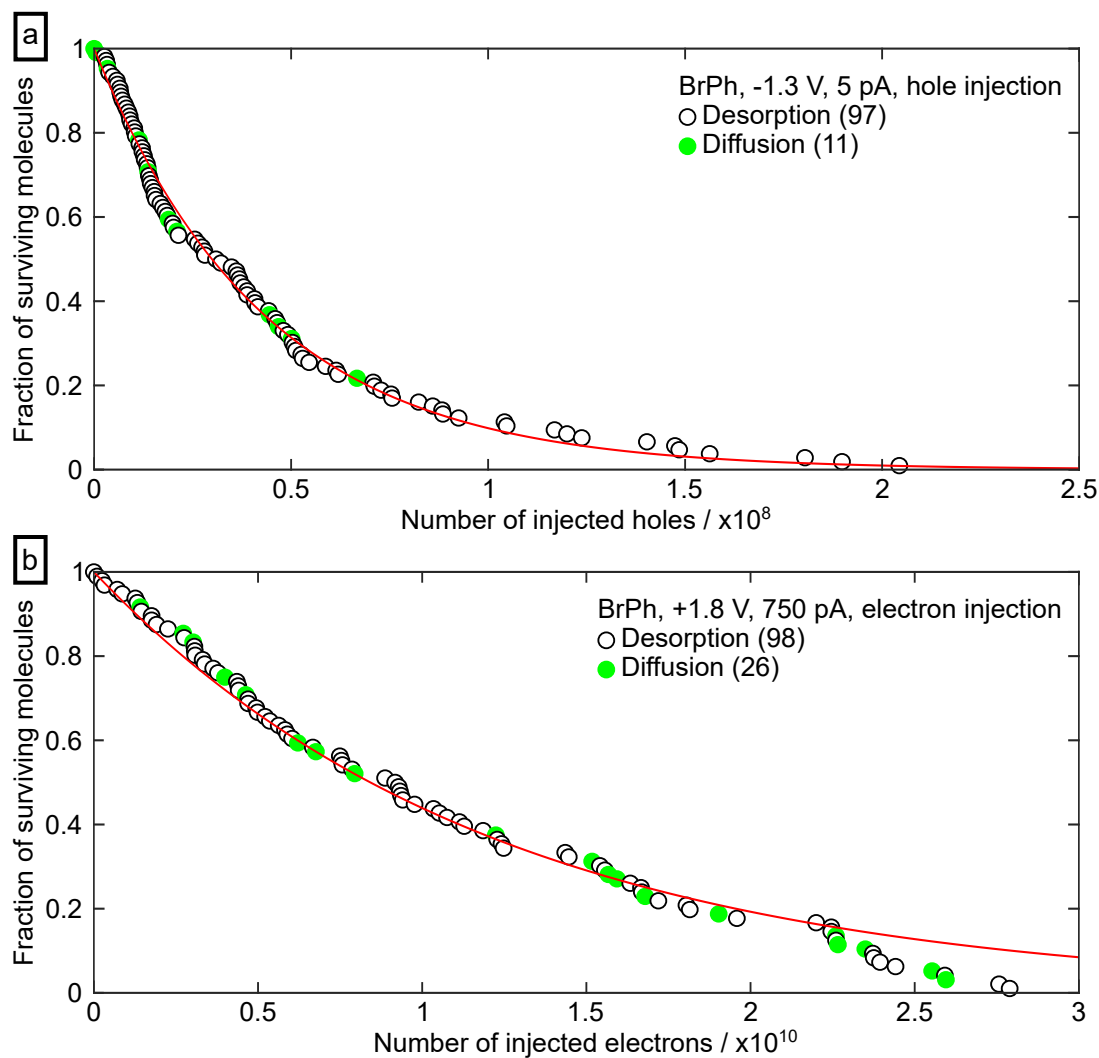 a
1
0.8
0.6
0.4
0.2
0
Fraction of surviving molecules
BrPh, -1.3 V, 5 pA, hole injection
Desorption (97)
Diffusion (11)
0 0.5 1 1.5 2 2.5
Number of injected holes / x10⁸
b
1
0.8
0.6
0.4
0.2
0
Fraction of surviving molecules
BrPh, +1.8 V, 750 pA, electron injection
Desorption (98)
Diffusion (26)
0 0.5 1 1.5 2 2.5 3
Number of injected electrons / x10¹⁰